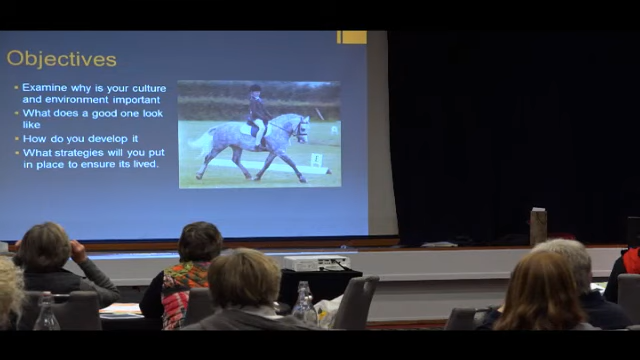 Objectives
Examine why is your culture
and environment important
What does a good one look
like
How do you develop it
What strategies will you put
in place to ensure its lived.